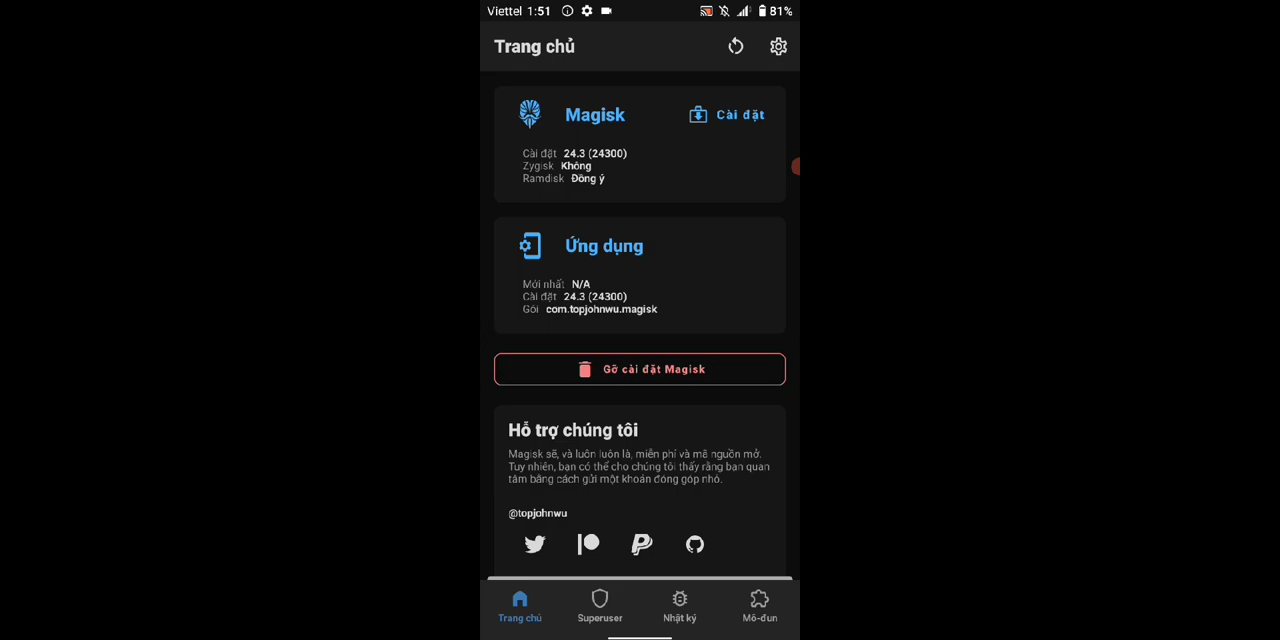 Viettel 1:51 81%
Trang chủ
Magisk Cài đặt
Cài đặt 24.3 (24300)
Zygisk Không
Ramdisk Đồng ý
Ứng dụng
Mới nhất N/A
Cài đặt 24.3 (24300)
Gói com.topjohnwu.magisk
Gỡ cài đặt Magisk
Hỗ trợ chúng tôi
Magisk sẽ, và luôn luôn là, miễn phí và mã nguồn mở.
Tuy nhiên, bạn có thể cho chúng tôi thấy rằng bạn quan
tâm bằng cách gửi một khoản đóng góp nhỏ.
@topjohnwu
Trang chủ Superuser Nhật ký Mô-đun